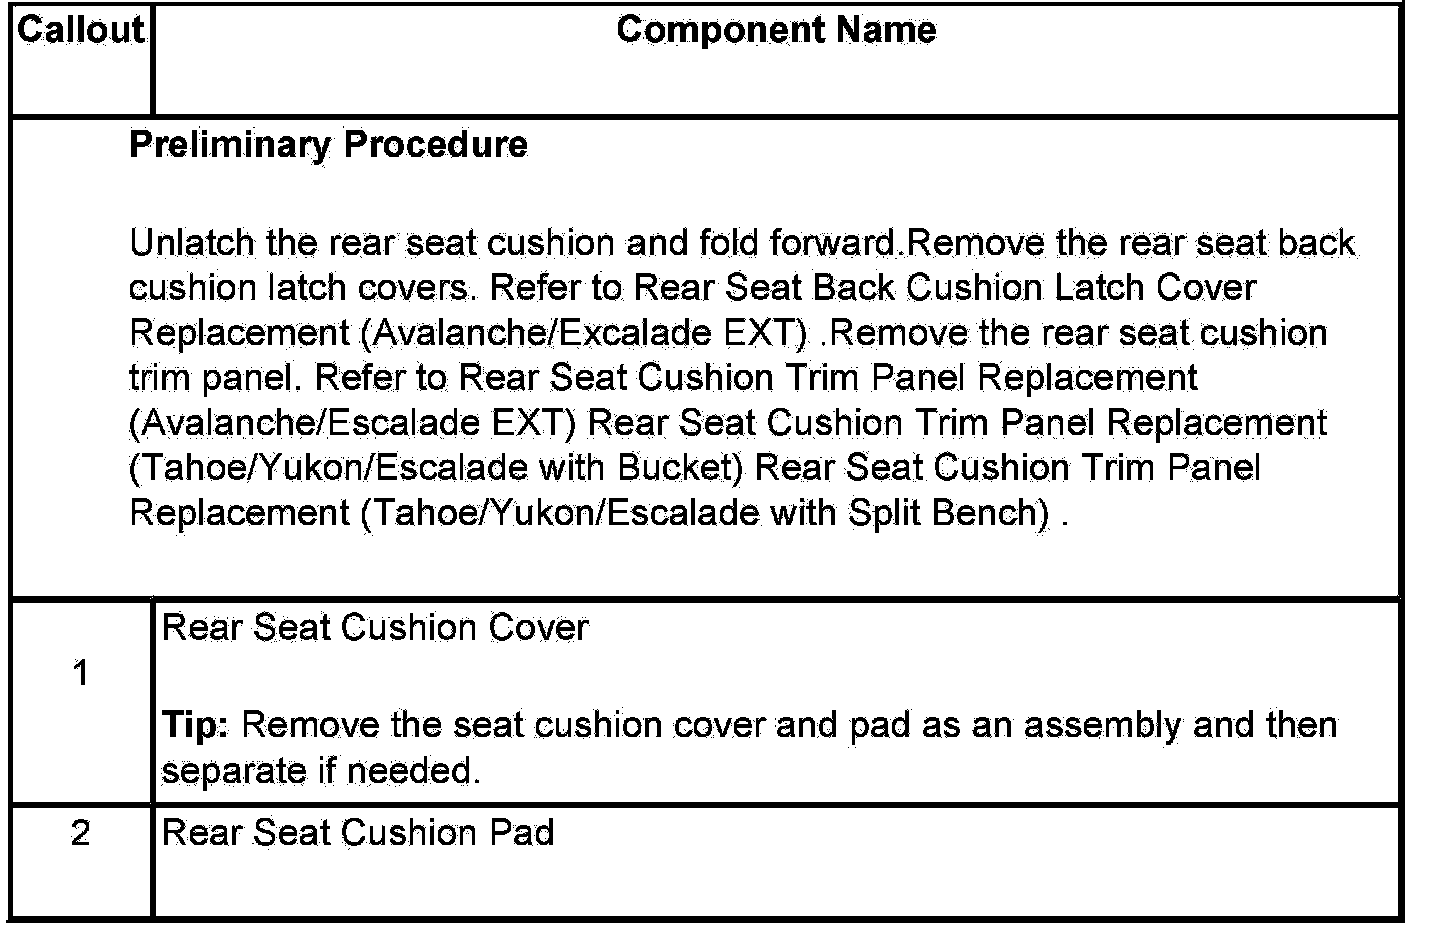 Callout Component Name
Preliminary Procedure
Unlatch the rear seat cushion and fold forward.Remove the rear seat back
cushion latch covers. Refer to Rear Seat Back Cushion Latch Cover
Replacement (Avalanche/Excalade EXT) .Remove the rear seat cushion
trim panel. Refer to Rear Seat Cushion Trim Panel Replacement
(Avalanche/Escalade EXT) Rear Seat Cushion Trim Panel Replacement
(Tahoe/Yukon/Escalade with Bucket) Rear Seat Cushion Trim Panel
Replacement (Tahoe/Yukon/Escalade with Split Bench) .
1
Rear Seat Cushion Cover
Tip: Remove the seat cushion cover and pad as an assembly and then
separate if needed.
2 Rear Seat Cushion Pad